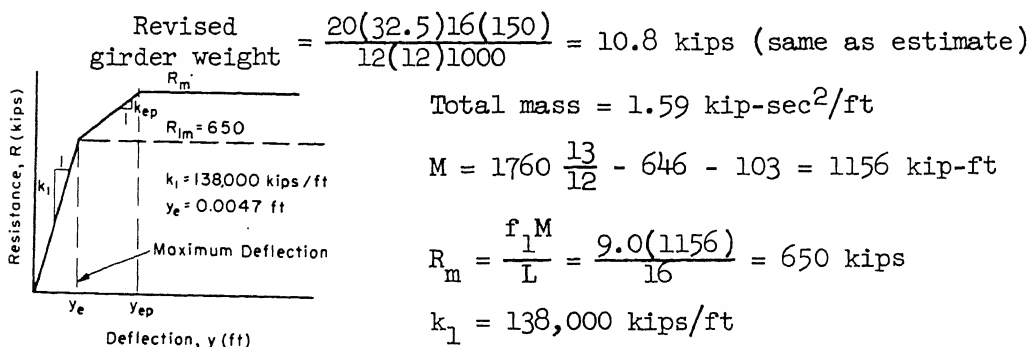 Revised girder weight = 20(32.5)16(150) / 12(12)1000 = 10.8 kips (same as estimate)
Total mass = 1.59 kip-sec²/ft
M = 1760 13/12 - 646 - 103 = 1156 kip-ft
R_m = f_1M / L = 9.0(1156) / 16 = 650 kips
k_1 = 138,000 kips/ft
Resistance, R (kips)
R_m
1
k_ep
1
R_1m = 650
k_1
k_1 = 138,000 kips/ft
y_e = 0.0047 ft
Maximum Deflection
y_e
y_ep
Deflection, y (ft)